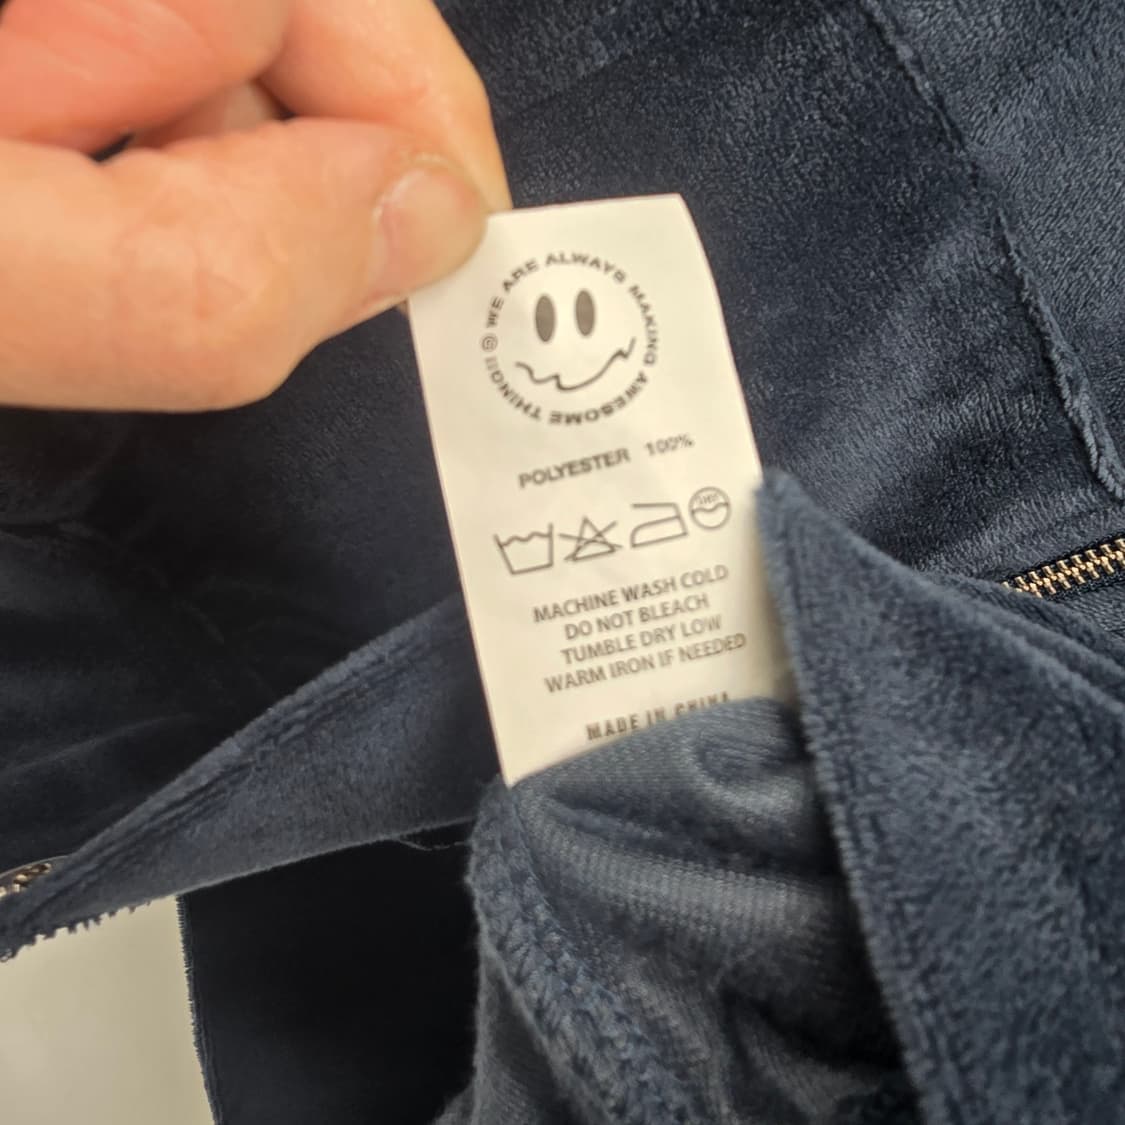 WE ARE ALWAYS MAKING AWESOME THING!!
POLYESTER 100%
MACHINE WASH COLD
DO NOT BLEACH
TUMBLE DRY LOW
WARM IRON IF NEEDED
MADE IN CHINA